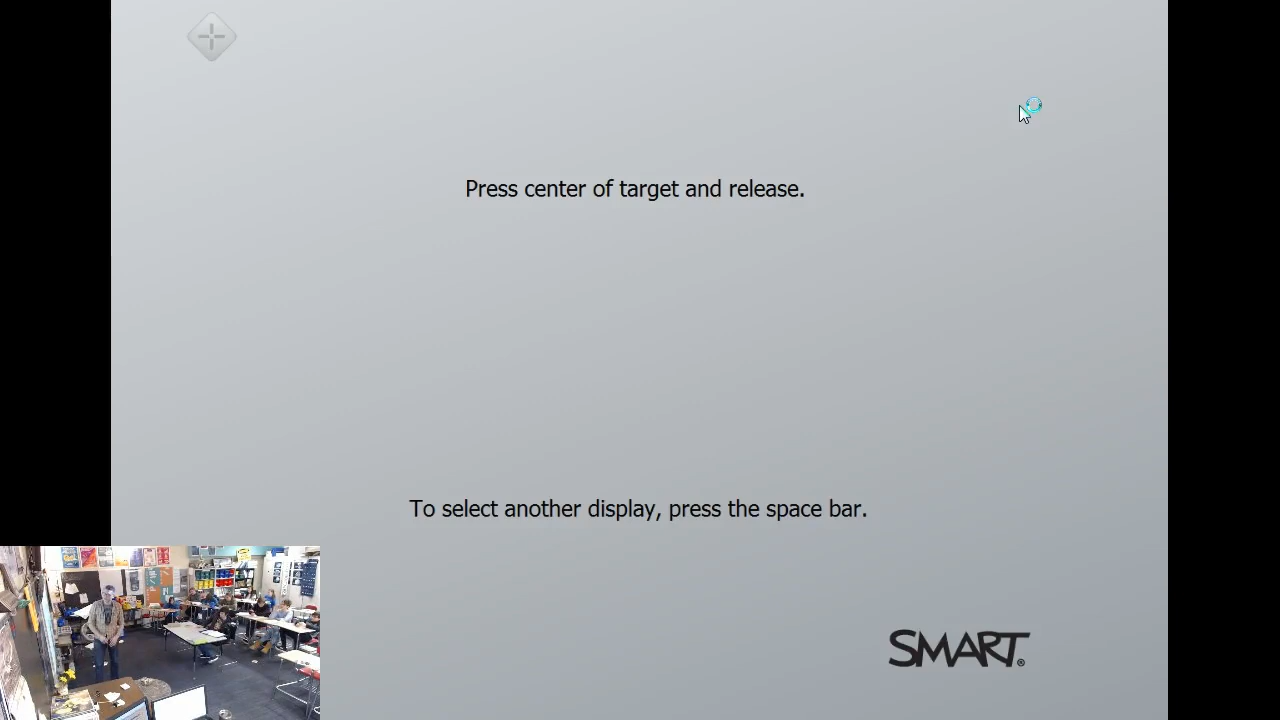 Press center of target and release.
To select another display, press the space bar.
SMART®